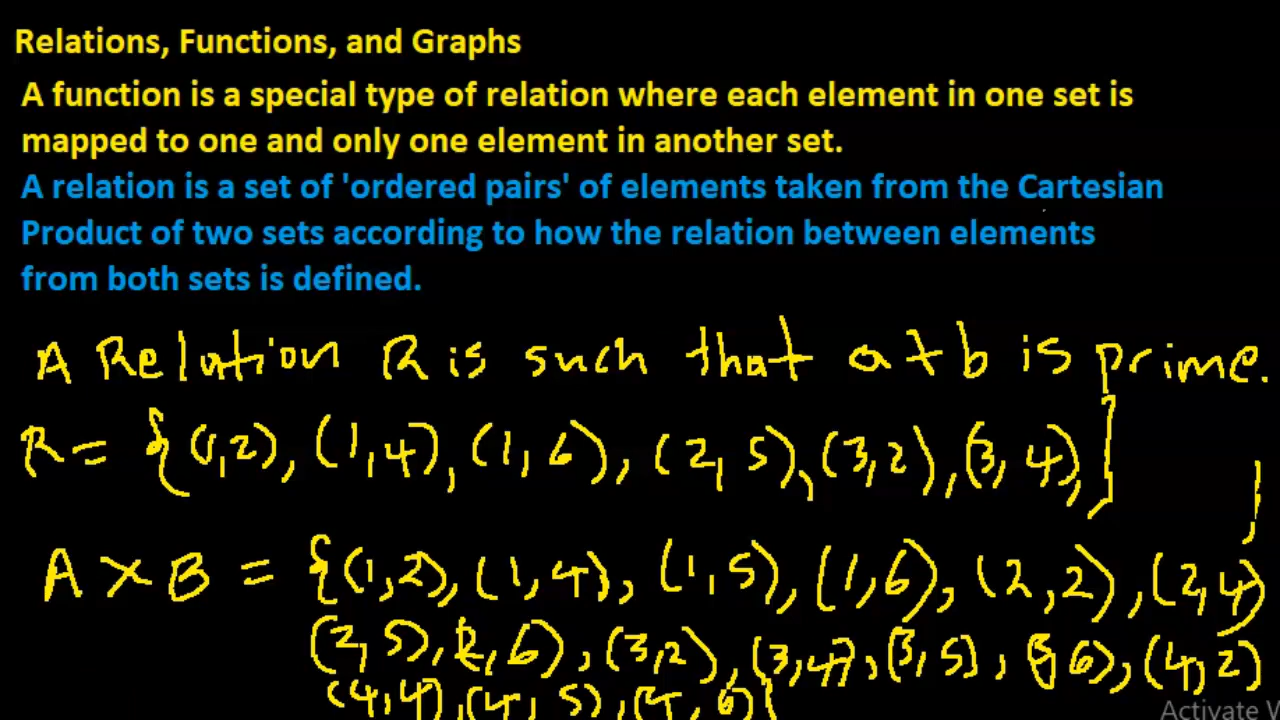 Relations, Functions, and Graphs
A function is a special type of relation where each element in one set is
mapped to one and only one element in another set.
A relation is a set of 'ordered pairs' of elements taken from the Cartesian
Product of two sets according to how the relation between elements
from both sets is defined.
A Relation R is such that a + b is prime.
R = {(1,2), (1,4), (1,6), (2,5), (3,2), (3,4),}
A × B = {(1,2), (1,4), (1,5), (1,6), (2,2), (2,4)
(2,5), (2,6), (3,2), (3,4), (3,5), (3,6), (4,2)
(4,4), (4,5), (4,6)}
Activate